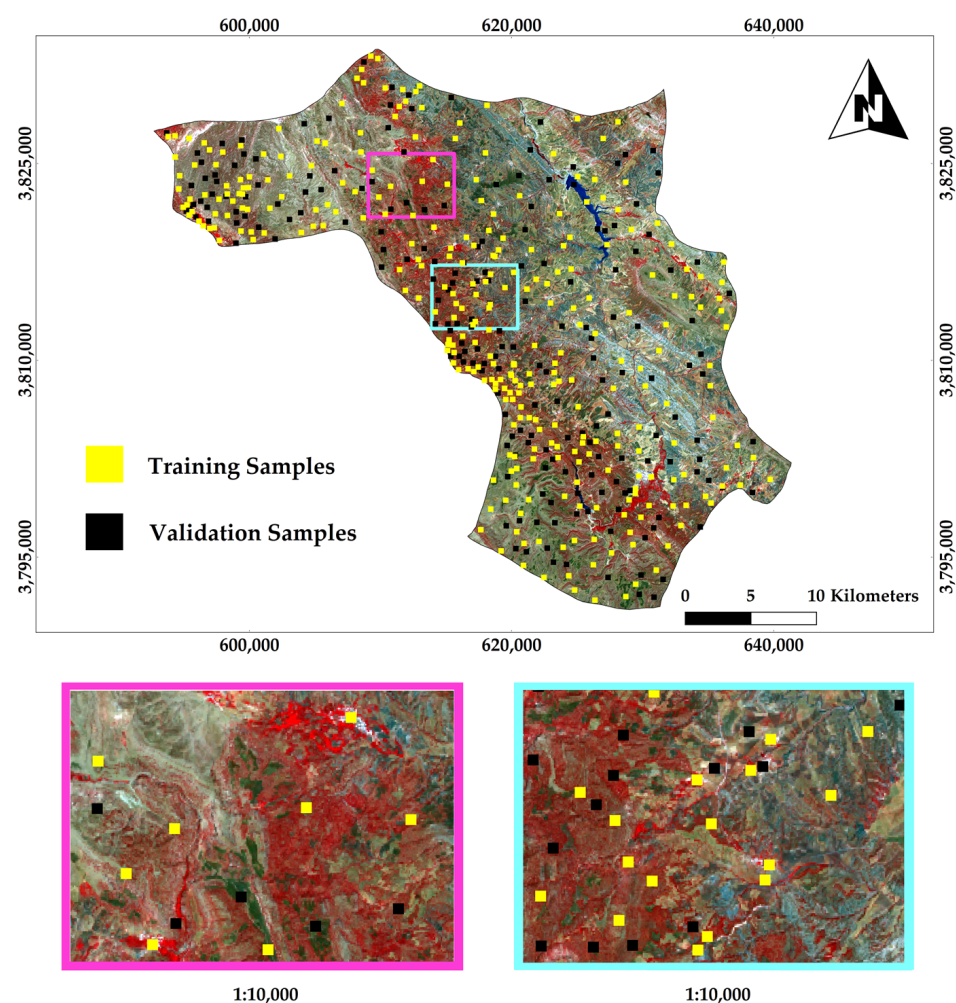 600,000 620,000 640,000
N
3,825,000 3,825,000
3,810,000 3,810,000
Training Samples
Validation Samples
3,795,000 3,795,000
0 5 10 Kilometers
600,000 620,000 640,000
1:10,000 1:10,000